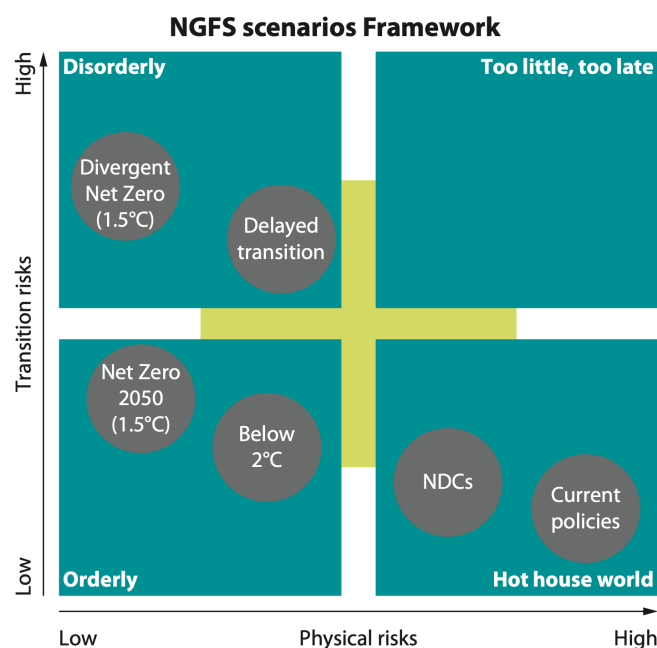 NGFS scenarios Framework
High
Disorderly
Too little, too late
Divergent
Net Zero
(1.5°C)
Delayed
transition
Transition risks
Net Zero
2050
(1.5°C)
Below
2°C
NDCs
Current
policies
Low
Orderly
Hot house world
Low
Physical risks
High